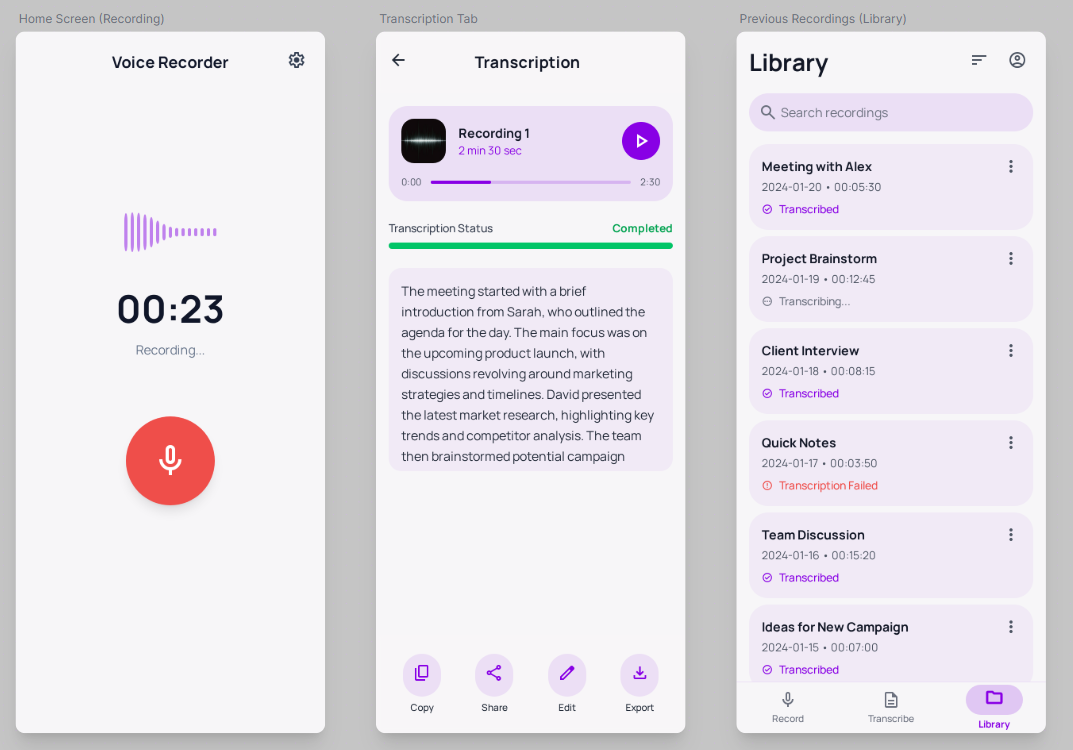 Home Screen (Recording)
Voice Recorder
00:23
Recording...
Transcription Tab
Transcription
Recording 1
2 min 30 sec
0:00
2:30
Transcription Status
Completed
The meeting started with a brief
introduction from Sarah, who outlined the
agenda for the day. The main focus was on
the upcoming product launch, with
discussions revolving around marketing
strategies and timelines. David presented
the latest market research, highlighting key
trends and competitor analysis. The team
then brainstormed potential campaign
Copy
Share
Edit
Export
Previous Recordings (Library)
Library
Search recordings
Meeting with Alex
2024-01-20 • 00:05:30
Transcribed
Project Brainstorm
2024-01-19 • 00:12:45
Transcribing...
Client Interview
2024-01-18 • 00:08:15
Transcribed
Quick Notes
2024-01-17 • 00:03:50
Transcription Failed
Team Discussion
2024-01-16 • 00:15:20
Transcribed
Ideas for New Campaign
2024-01-15 • 00:07:00
Transcribed
Record
Transcribe
Library